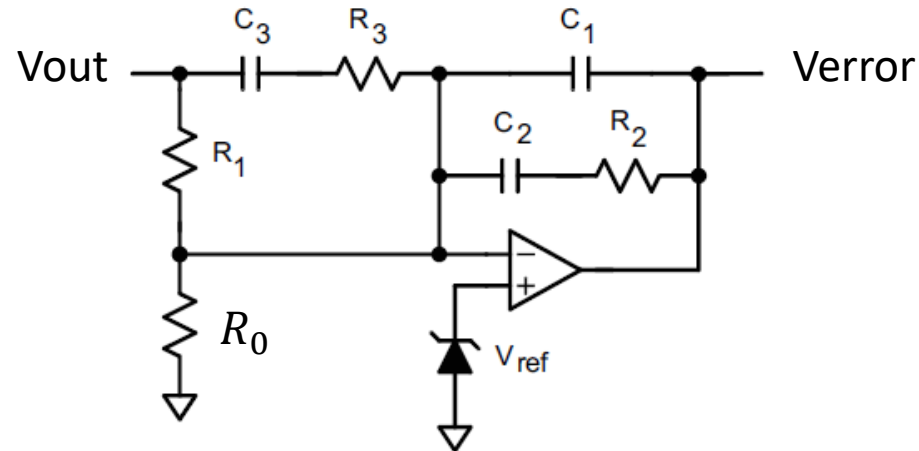 C3
R3
C1
Vout
Verror
C2
R2
R1
−
+
R0
Vref